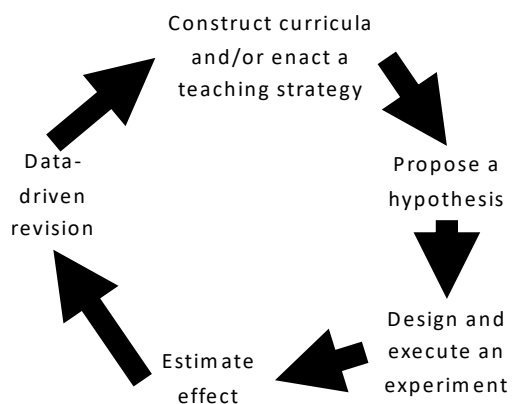 Construct curricula
and/or enact a
teaching strategy
Propose a
hypothesis
Design and
execute an
experiment
Estimate
effect
Data-
driven
revision